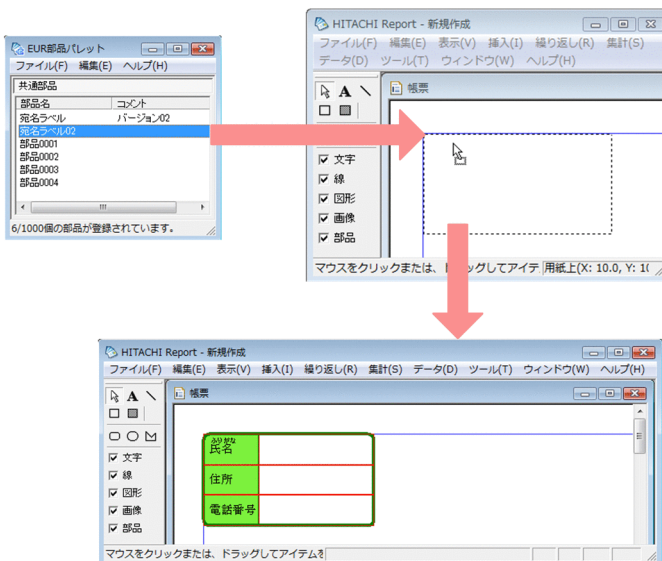 EUR部品パレット
ファイル(F) 編集(E) ヘルプ(H)
共通部品
部品名 コメント
宛名ラベル バージョン02
宛名ラベル02
部品0001
部品0002
部品0003
部品0004
6/1000個の部品が登録されています。
HITACHI Report - 新規作成
ファイル(F) 編集(E) 表示(V) 挿入(I) 繰り返し(R) 集計(S)
データ(D) ツール(T) ウィンドウ(W) ヘルプ(H)
A
帳票
文字
線
図形
画像
部品
マウスをクリックまたは、ドラッグしてアイテ 用紙上(X: 10.0, Y: 1(
HITACHI Report - 新規作成
ファイル(F) 編集(E) 表示(V) 挿入(I) 繰り返し(R) 集計(S) データ(D) ツール(T) ウィンドウ(W) ヘルプ(H)
A
帳票
文字
線
図形
画像
部品
氏名
住所
電話番号
マウスをクリックまたは、ドラッグしてアイテムを